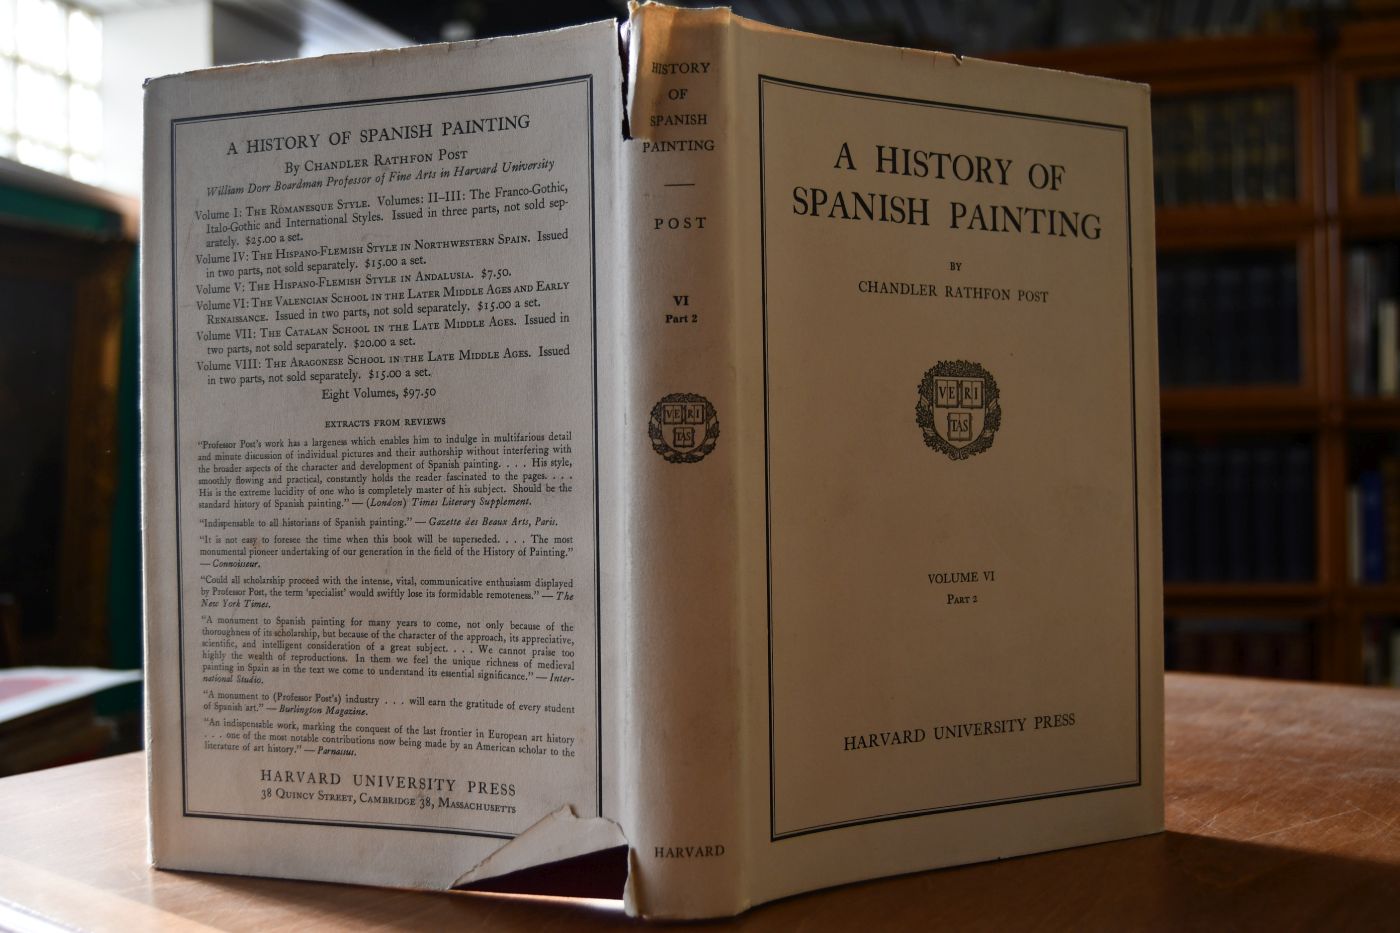 A HISTORY OF SPANISH PAINTING
By Chandler Rathfon Post
William Dorr Boardman Professor of Fine Arts in Harvard University
Volume I: The Romanesque Style. Volumes: II–III: The Franco-Gothic,
Italo-Gothic and International Styles. Issued in three parts, not sold sep-
arately. $25.00 a set.
Volume IV: The Hispano-Flemish Style in Northwestern Spain. Issued
in two parts, not sold separately. $15.00 a set.
Volume V: The Hispano-Flemish Style in Andalusia. $7.50.
Volume VI: The Valencian School in the Later Middle Ages and Early
Renaissance. Issued in two parts, not sold separately. $15.00 a set.
Volume VII: The Catalan School in the Late Middle Ages. Issued in
two parts, not sold separately. $20.00 a set.
Volume VIII: The Aragonese School in the Late Middle Ages. Issued
in two parts, not sold separately. $15.00 a set.
Eight Volumes, $97.50
EXTRACTS FROM REVIEWS
“Professor Post's work has a largeness which enables him to indulge in multifarious detail
and minute discussion of individual pictures and their authorship without interfering with
the broader aspects of the character and development of Spanish painting. . . . His style,
smoothly flowing and practical, constantly holds the reader fascinated to the pages. . . .
His is the extreme lucidity of one who is completely master of his subject. Should be the
standard history of Spanish painting.” — (London) Times Literary Supplement.
“Indispensable to all historians of Spanish painting.” — Gazette des Beaux Arts, Paris.
“It is not easy to foresee the time when this book will be superseded. . . . The most
monumental pioneer undertaking of our generation in the field of the History of Painting.”
— Connoisseur.
“Could all scholarship proceed with the intense, vital, communicative enthusiasm displayed
by Professor Post, the term 'specialist' would swiftly lose its formidable remoteness.” — The
New York Times.
“A monument to Spanish painting for many years to come, not only because of the
thoroughness of its scholarship, but because of the character of the approach, its appreciative,
scientific, and intelligent consideration of a great subject. . . . We cannot praise too
highly the wealth of reproductions. In them we feel the unique richness of medieval
painting in Spain as in the text we come to understand its essential significance.” — Inter-
national Studio.
“A monument to (Professor Post's) industry . . . will earn the gratitude of every student
of Spanish art.” — Burlington Magazine.
“An indispensable work, marking the conquest of the last frontier in European art history
. . . one of the most notable contributions now being made by an American scholar to the
literature of art history.” — Parnassus.
HARVARD UNIVERSITY PRESS
38 Quincy Street, Cambridge 38, Massachusetts
HISTORY
OF
SPANISH
PAINTING
POST
VI
Part 2
VE RI
TAS
HARVARD
A HISTORY OF
SPANISH PAINTING
BY
CHANDLER RATHFON POST
VE RI
TAS
VOLUME VI
Part 2
HARVARD UNIVERSITY PRESS